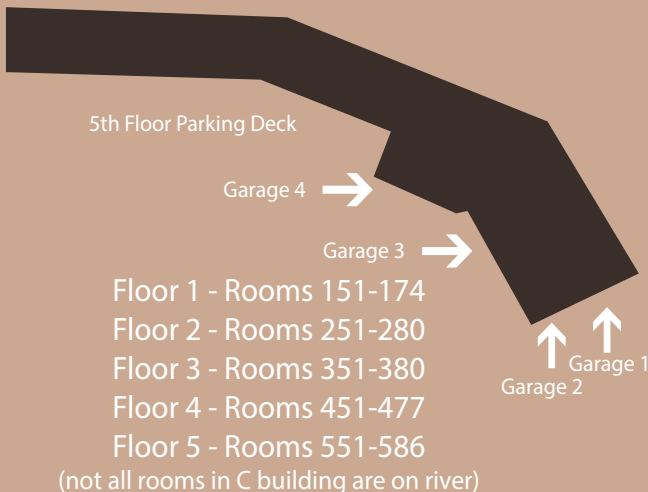 5th Floor Parking Deck
Garage 4
Garage 3
Garage 1
Garage 2
Floor 1 - Rooms 151-174
Floor 2 - Rooms 251-280
Floor 3 - Rooms 351-380
Floor 4 - Rooms 451-477
Floor 5 - Rooms 551-586
(not all rooms in C building are on river)